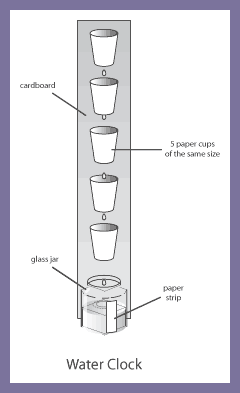 cardboard
5 paper cups
of the same size
glass jar
paper
strip
Water Clock